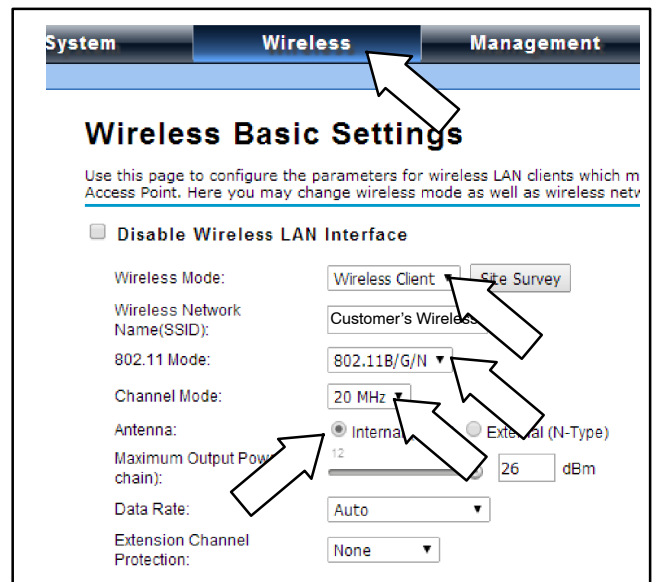 System Wireless Management
Wireless Basic Settings
Use this page to configure the parameters for wireless LAN clients which m
Access Point. Here you may change wireless mode as well as wireless netw
Disable Wireless LAN Interface
Wireless Mode: Wireless Client Site Survey
Wireless Network
Name(SSID): Customer's Wireless
802.11 Mode: 802.11B/G/N
Channel Mode: 20 MHz
Antenna: Internal External (N-Type)
Maximum Output Power
chain): 12 26 dBm
Data Rate: Auto
Extension Channel
Protection: None